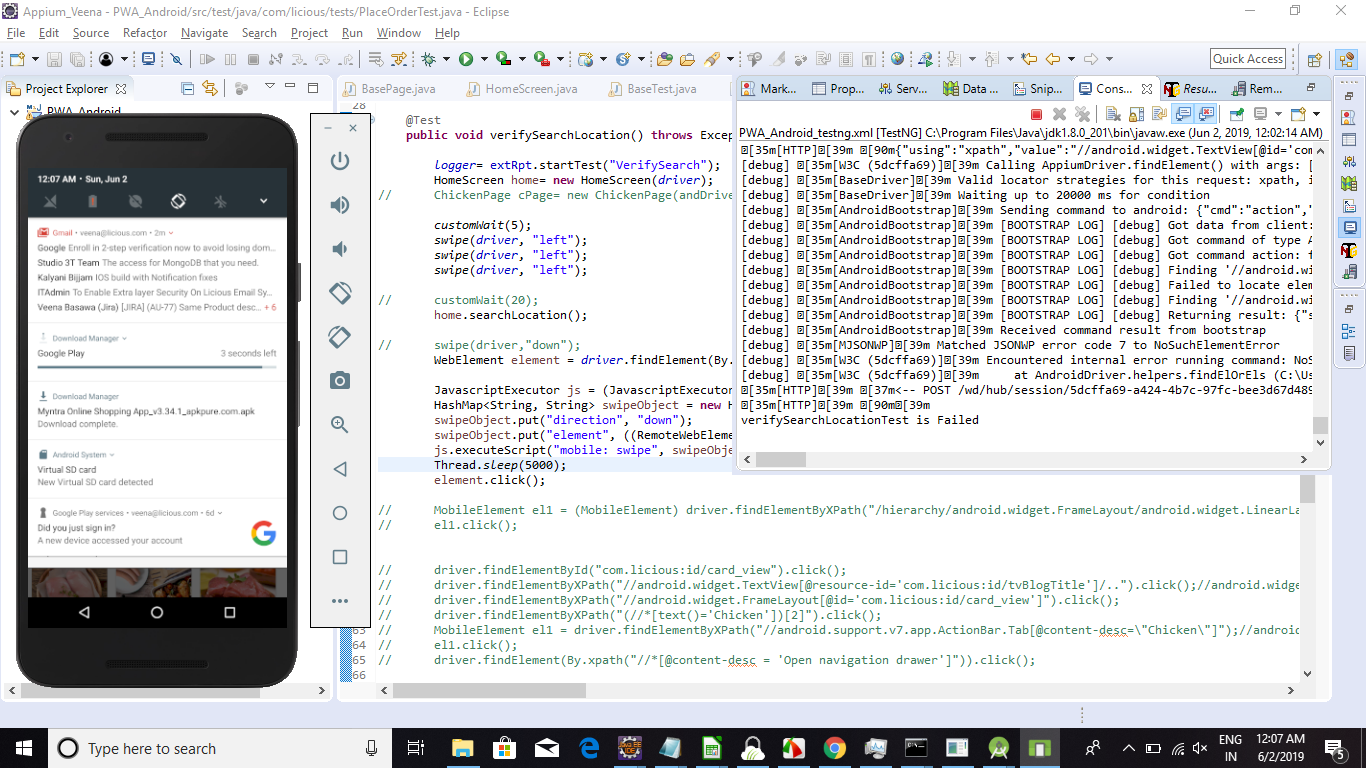 Appium_Veena - PWA_Android/src/test/java/com/licious/tests/PlaceOrderTest.java - Eclipse
File Edit Source Refactor Navigate Search Project Run Window Help
Quick Access
Project Explorer
PWA_Android
BasePage.java
HomeScreen.java
BaseTest.java
28
@Test
public void verifySearchLocation() throws Excep
logger= extRpt.startTest("VerifySearch");
HomeScreen home= new HomeScreen(driver);
// ChickenPage cPage= new ChickenPage(andDrive
customWait(5);
swipe(driver, "left");
swipe(driver, "left");
swipe(driver, "left");
// customWait(20);
home.searchLocation();
// swipe(driver,"down");
WebElement element = driver.findElement(By.
JavascriptExecutor js = (JavascriptExecutor
HashMap<String, String> swipeObject = new H
swipeObject.put("direction", "down");
swipeObject.put("element", ((RemoteWebEleme
js.executeScript("mobile: swipe", swipeObje
Thread.sleep(5000);
element.click();
// MobileElement el1 = (MobileElement) driver.findElementByXPath("/hierarchy/android.widget.FrameLayout/android.widget.LinearLa
// el1.click();
// driver.findElementById("com.licious:id/card_view").click();
// driver.findElementByXPath("//android.widget.TextView[@resource-id='com.licious:id/tvBlogTitle']/..").click();//android.widge
// driver.findElementByXPath("//android.widget.FrameLayout[@id='com.licious:id/card_view']").click();
// driver.findElementByXPath("(//*[text()='Chicken'])[2]").click();
63 // MobileElement el1 = driver.findElementByXPath("//android.support.v7.app.ActionBar.Tab[@content-desc=\"Chicken\"]");//androi
64 // el1.click();
65 // driver.findElement(By.xpath("//*[@content-desc = 'Open navigation drawer']")).click();
66
Mark...
Prop...
Serv...
Data ...
Snip...
Cons...
Resu...
Rem...
PWA_Android_testng.xml [TestNG] C:\Program Files\Java\jdk1.8.0_201\bin\javaw.exe (Jun 2, 2019, 12:02:14 AM)
[35m[HTTP][39m [90m{"using":"xpath","value":"//android.widget.TextView[@id='com
[debug] [35m[W3C (5dcffa69)][39m Calling AppiumDriver.findElement() with args: [
[debug] [35m[BaseDriver][39m Valid locator strategies for this request: xpath, i
[debug] [35m[BaseDriver][39m Waiting up to 20000 ms for condition
[debug] [35m[AndroidBootstrap][39m Sending command to android: {"cmd":"action",
[debug] [35m[AndroidBootstrap][39m [BOOTSTRAP LOG] [debug] Got data from client:
[debug] [35m[AndroidBootstrap][39m [BOOTSTRAP LOG] [debug] Got command of type A
[debug] [35m[AndroidBootstrap][39m [BOOTSTRAP LOG] [debug] Got command action: f
[debug] [35m[AndroidBootstrap][39m [BOOTSTRAP LOG] [debug] Finding '//android.wi
[debug] [35m[AndroidBootstrap][39m [BOOTSTRAP LOG] [debug] Failed to locate elem
[debug] [35m[AndroidBootstrap][39m [BOOTSTRAP LOG] [debug] Finding '//android.wi
[debug] [35m[AndroidBootstrap][39m [BOOTSTRAP LOG] [debug] Returning result: {"s
[debug] [35m[AndroidBootstrap][39m Received command result from bootstrap
[debug] [35m[MJSONWP][39m Matched JSONWP error code 7 to NoSuchElementError
[debug] [35m[W3C (5dcffa69)][39m Encountered internal error running command: NoS
[debug] [35m[W3C (5dcffa69)][39m at AndroidDriver.helpers.findElOrEls (C:\Us
[35m[HTTP][39m [37m<-- POST /wd/hub/session/5dcffa69-a424-4b7c-97fc-bee3d67d489
[35m[HTTP][39m [90m[39m
verifySearchLocationTest is Failed
12:07 AM • Sun, Jun 2
Gmail • veena@licious.com • 2m
Google Enroll in 2-step verification now to avoid losing dom...
Studio 3T Team The access for MongoDB that you need.
Kalyani Bijjam IOS build with Notification fixes
ITAdmin To Enable extra layer Security On Licious Email Sy...
Veena Basawa (Jira) [JIRA] (AU-77) Same Product desc... + 6
Download Manager
Google Play 3 seconds left
Download Manager
Myntra Online Shopping App_v3.34.1_apkpure.com.apk
Download complete.
Android System
Virtual SD card
New Virtual SD card detected
Google Play services • veena@licious.com • 6d
Did you just sign in?
A new device accessed your account
Type here to search
ENG
IN
12:07 AM
6/2/2019
5